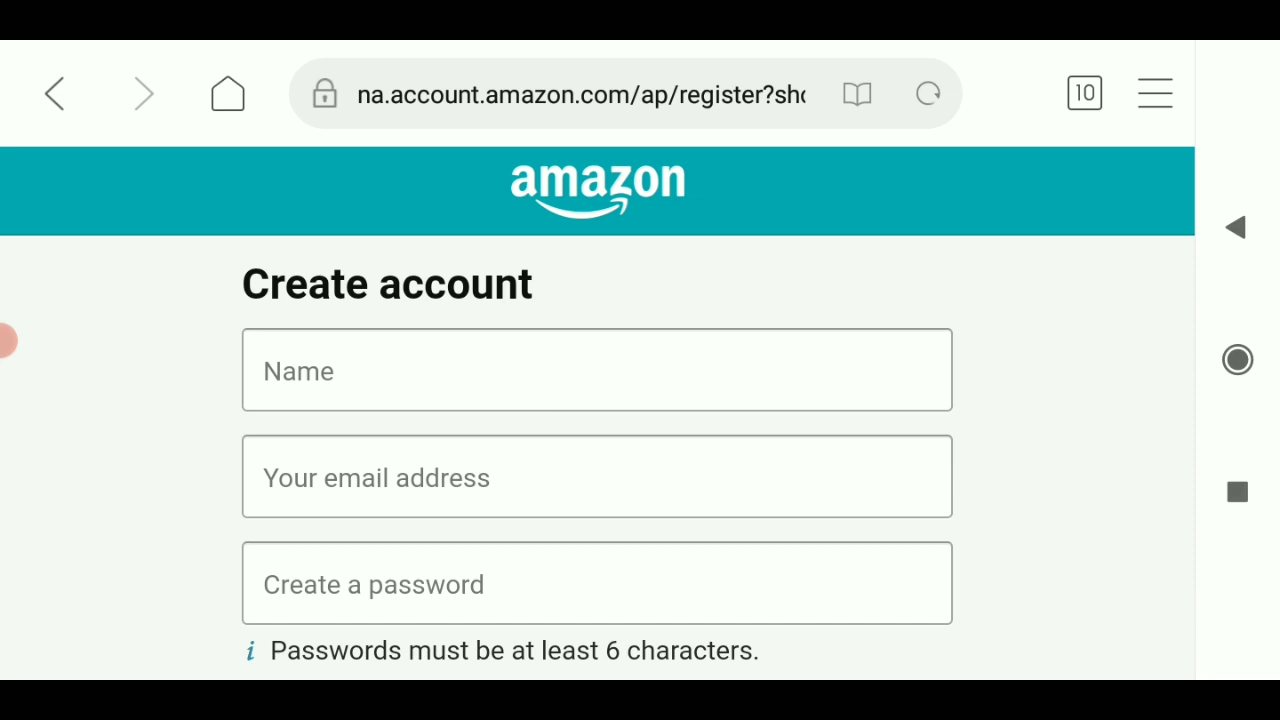 na.account.amazon.com/ap/register?sho
10
amazon
Create account
Name
Your email address
Create a password
i Passwords must be at least 6 characters.